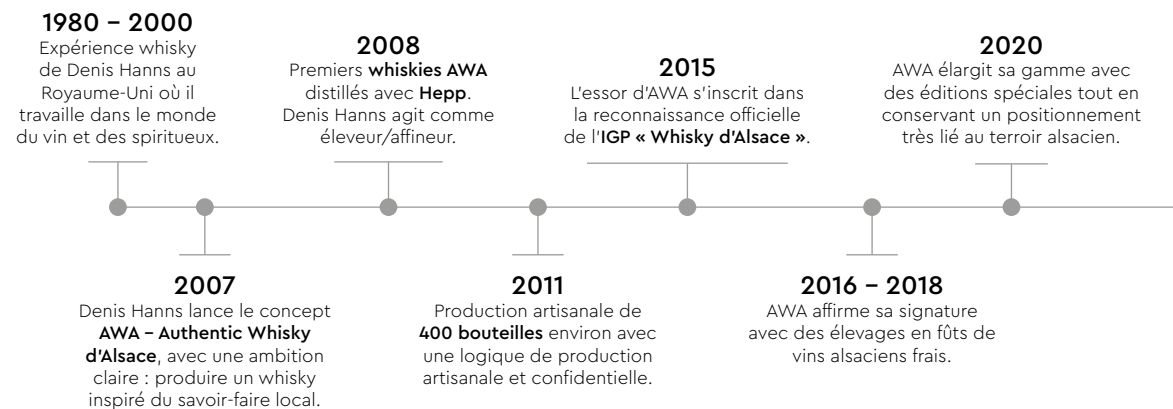 1980 – 2000
Expérience whisky
de Denis Hanns au
Royaume-Uni où il
travaille dans le monde
du vin et des spiritueux.
2007
Denis Hanns lance le concept
AWA – Authentic Whisky
d'Alsace, avec une ambition
claire : produire un whisky
inspiré du savoir-faire local.
2008
Premiers whiskies AWA
distillés avec Hepp.
Denis Hanns agit comme
éleveur/affineur.
2011
Production artisanale de
400 bouteilles environ avec
une logique de production
artisanale et confidentielle.
2015
L'essor d'AWA s'inscrit dans
la reconnaissance officielle
de l'IGP « Whisky d'Alsace ».
2016 – 2018
AWA affirme sa signature
avec des élevages en fûts de
vins alsaciens frais.
2020
AWA élargit sa gamme avec
des éditions spéciales tout en
conservant un positionnement
très lié au terroir alsacien.